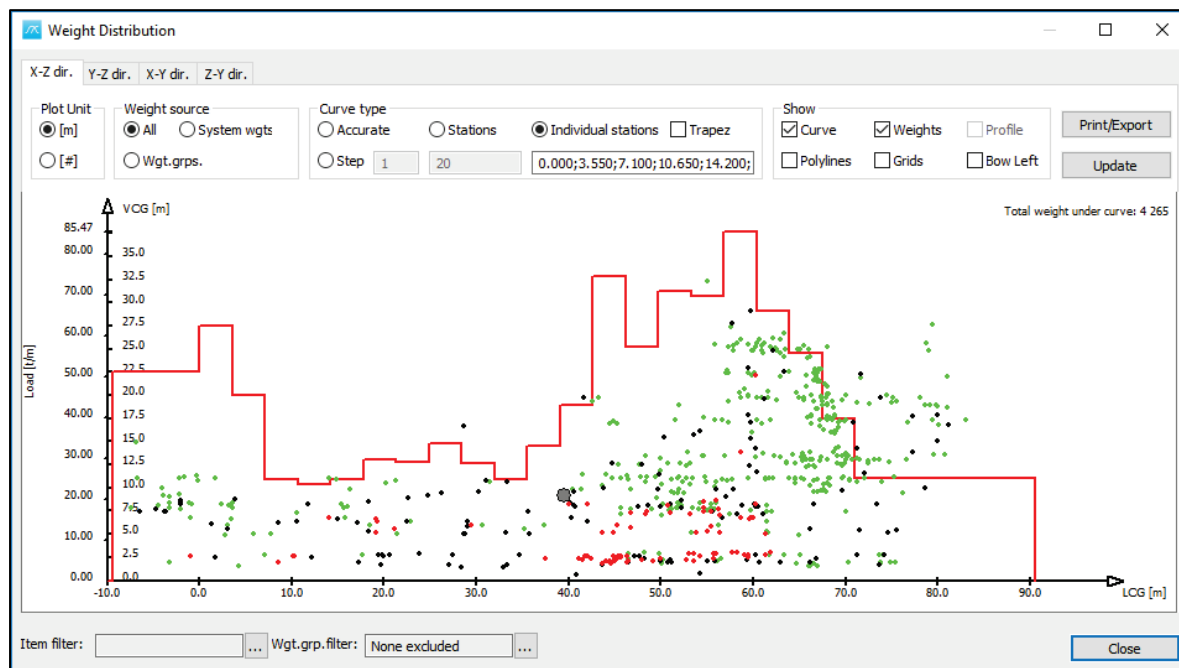 Weight Distribution
X-Z dir. Y-Z dir. X-Y dir. Z-Y dir.
Plot Unit Weight source Curve type Show
[m] All System wgts Accurate Stations Individual stations Trapez Curve Weights Profile Print/Export
[#] Wgt.grps. Step 1 20 0.000;3.550;7.100;10.650;14.200; Polylines Grids Bow Left Update
VCG [m] Total weight under curve: 4 265
85.47
80.00 35.0
32.5
70.00 30.0
60.00 27.5
25.0
50.00 22.5
20.0
40.00 17.5
15.0
30.00 12.5
20.00 10.0
7.5
10.00 5.0
2.5
0.00 0.0
Load [t/m]
-10.0 0.0 10.0 20.0 30.0 40.0 50.0 60.0 70.0 80.0 90.0 LCG [m]
Item filter: ... Wgt.grp.filter: None excluded ... Close